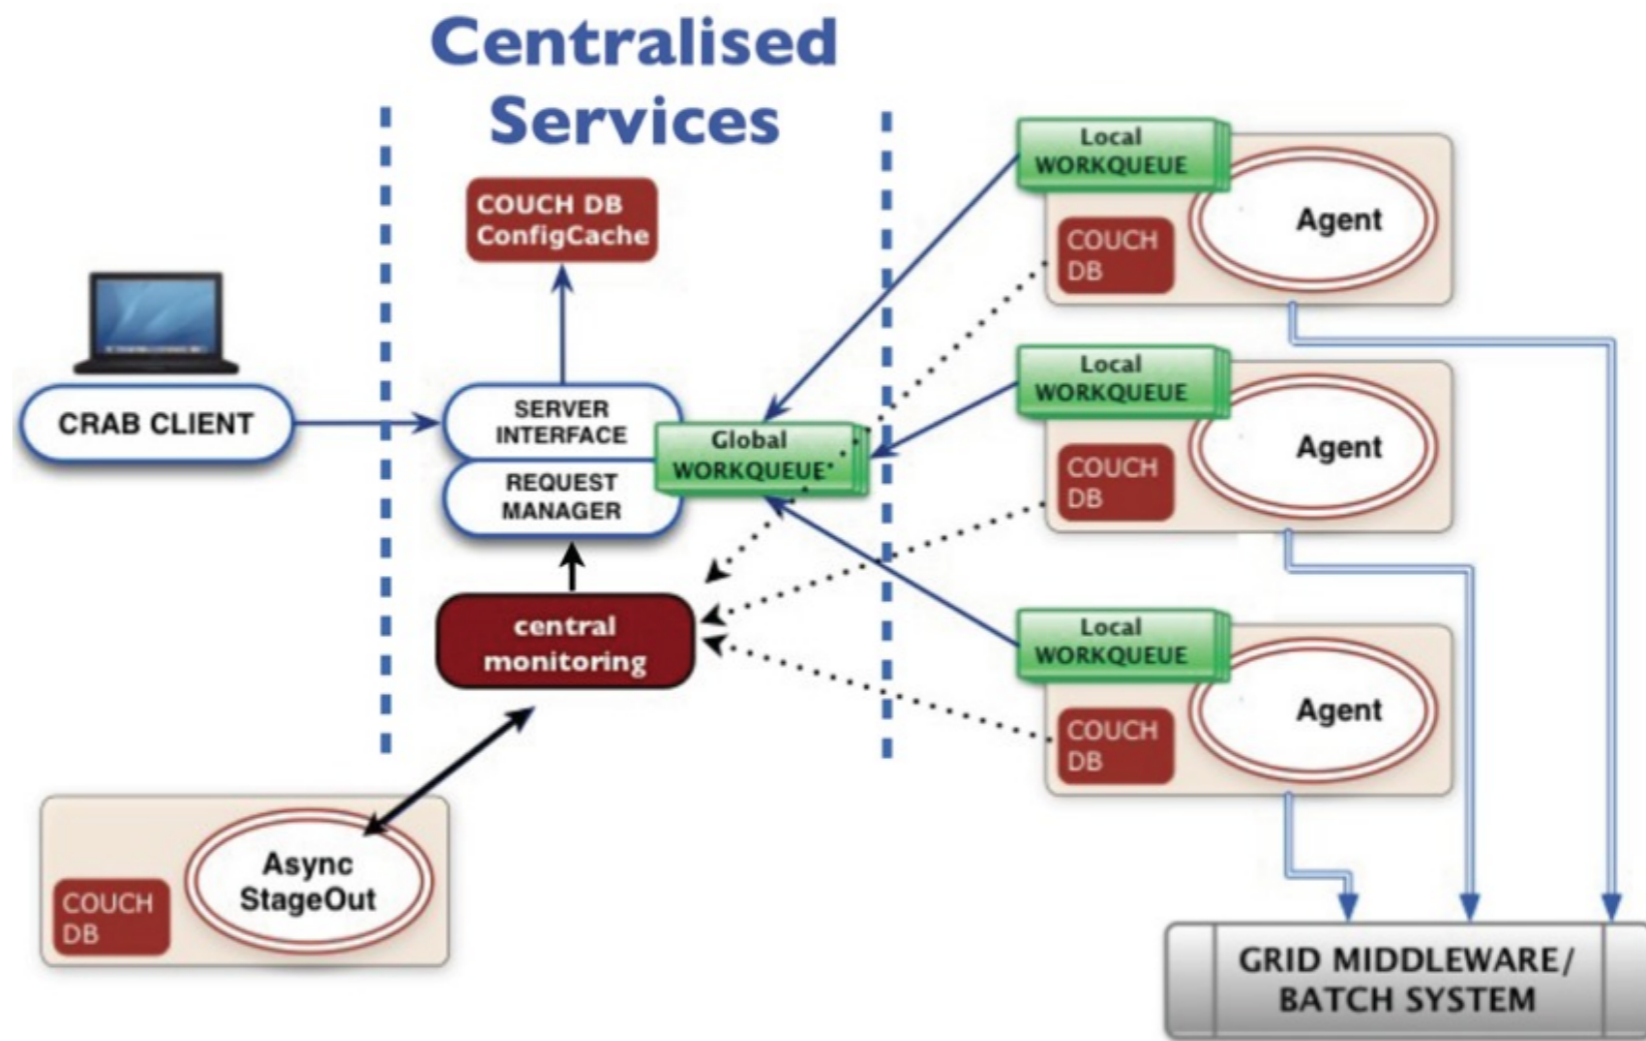 Centralised
Services
COUCH DB
ConfigCache
CRAB CLIENT
SERVER
INTERFACE
REQUEST
MANAGER
Global
WORKQUEUE
central
monitoring
Async
StageOut
COUCH
DB
Local
WORKQUEUE
Agent
COUCH
DB
Local
WORKQUEUE
Agent
COUCH
DB
Local
WORKQUEUE
Agent
COUCH
DB
GRID MIDDLEWARE/
BATCH SYSTEM